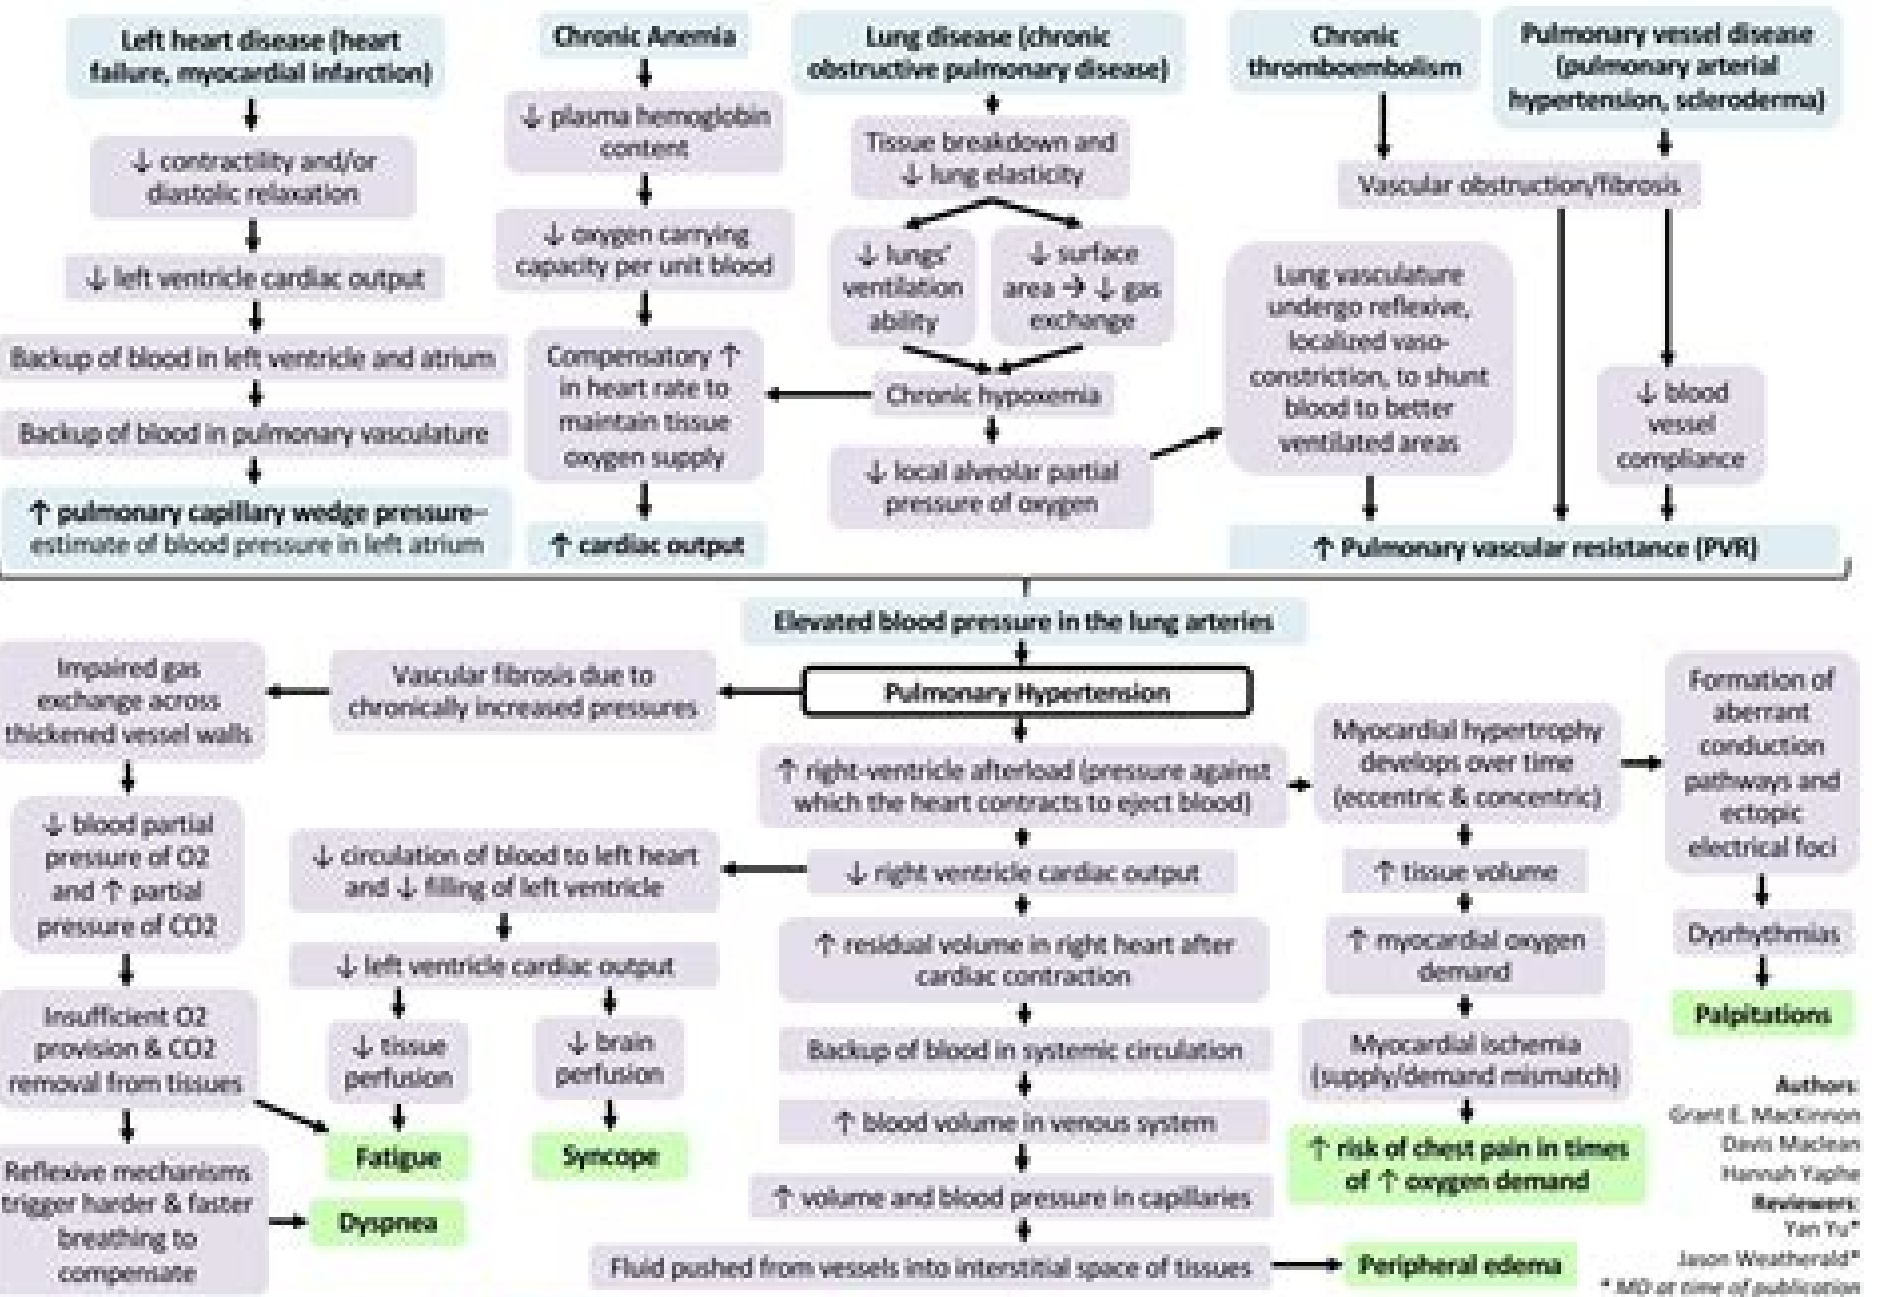 Left heart disease (heart
failure, myocardial infarction)
↓ contractility and/or
diastolic relaxation
↓ left ventricle cardiac output
Backup of blood in left ventricle and atrium
Backup of blood in pulmonary vasculature
↑ pulmonary capillary wedge pressure–
estimate of blood pressure in left atrium
Chronic Anemia
↓ plasma hemoglobin
content
↓ oxygen carrying
capacity per unit blood
Compensatory ↑
in heart rate to
maintain tissue
oxygen supply
↑ cardiac output
Lung disease (chronic
obstructive pulmonary disease)
Tissue breakdown and
↓ lung elasticity
↓ lungs'
ventilation
ability
↓ surface
area → ↓ gas
exchange
Chronic hypoxemia
↓ local alveolar partial
pressure of oxygen
Lung vasculature
undergo reflexive,
localized vaso-
constriction, to shunt
blood to better
ventilated areas
Chronic
thromboembolism
Pulmonary vessel disease
(pulmonary arterial
hypertension, scleroderma)
Vascular obstruction/fibrosis
↓ blood
vessel
compliance
↑ Pulmonary vascular resistance (PVR)
Elevated blood pressure in the lung arteries
Pulmonary Hypertension
Vascular fibrosis due to
chronically increased pressures
Impaired gas
exchange across
thickened vessel walls
↓ blood partial
pressure of O2
and ↑ partial
pressure of CO2
Insufficient O2
provision & CO2
removal from tissues
Reflexive mechanisms
trigger harder & faster
breathing to
compensate
Dyspnea
Fatigue
↑ right-ventricle afterload (pressure against
which the heart contracts to eject blood)
↓ right ventricle cardiac output
↓ circulation of blood to left heart
and ↓ filling of left ventricle
↓ left ventricle cardiac output
↓ tissue
perfusion
↓ brain
perfusion
Syncope
↑ residual volume in right heart after
cardiac contraction
Backup of blood in systemic circulation
↑ blood volume in venous system
↑ volume and blood pressure in capillaries
Fluid pushed from vessels into interstitial space of tissues
Peripheral edema
Myocardial hypertrophy
develops over time
(eccentric & concentric)
↑ tissue volume
↑ myocardial oxygen
demand
Myocardial ischemia
(supply/demand mismatch)
↑ risk of chest pain in times
of ↑ oxygen demand
Formation of
aberrant
conduction
pathways and
ectopic
electrical foci
Dysrhythmias
Palpitations
Authors:
Grant E. MacKinnon
Davis Maclean
Hannah Yaphe
Reviewers:
Yan Yu*
Jason Weatherald*
* MD at time of publication